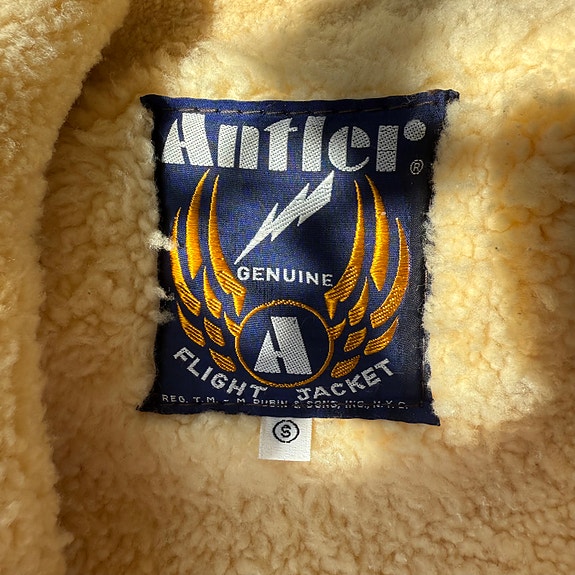 Antler
®
GENUINE
A
FLIGHT JACKET
REG. T.M. - M. RUBIN & SONS, INC., N.Y.C.
S